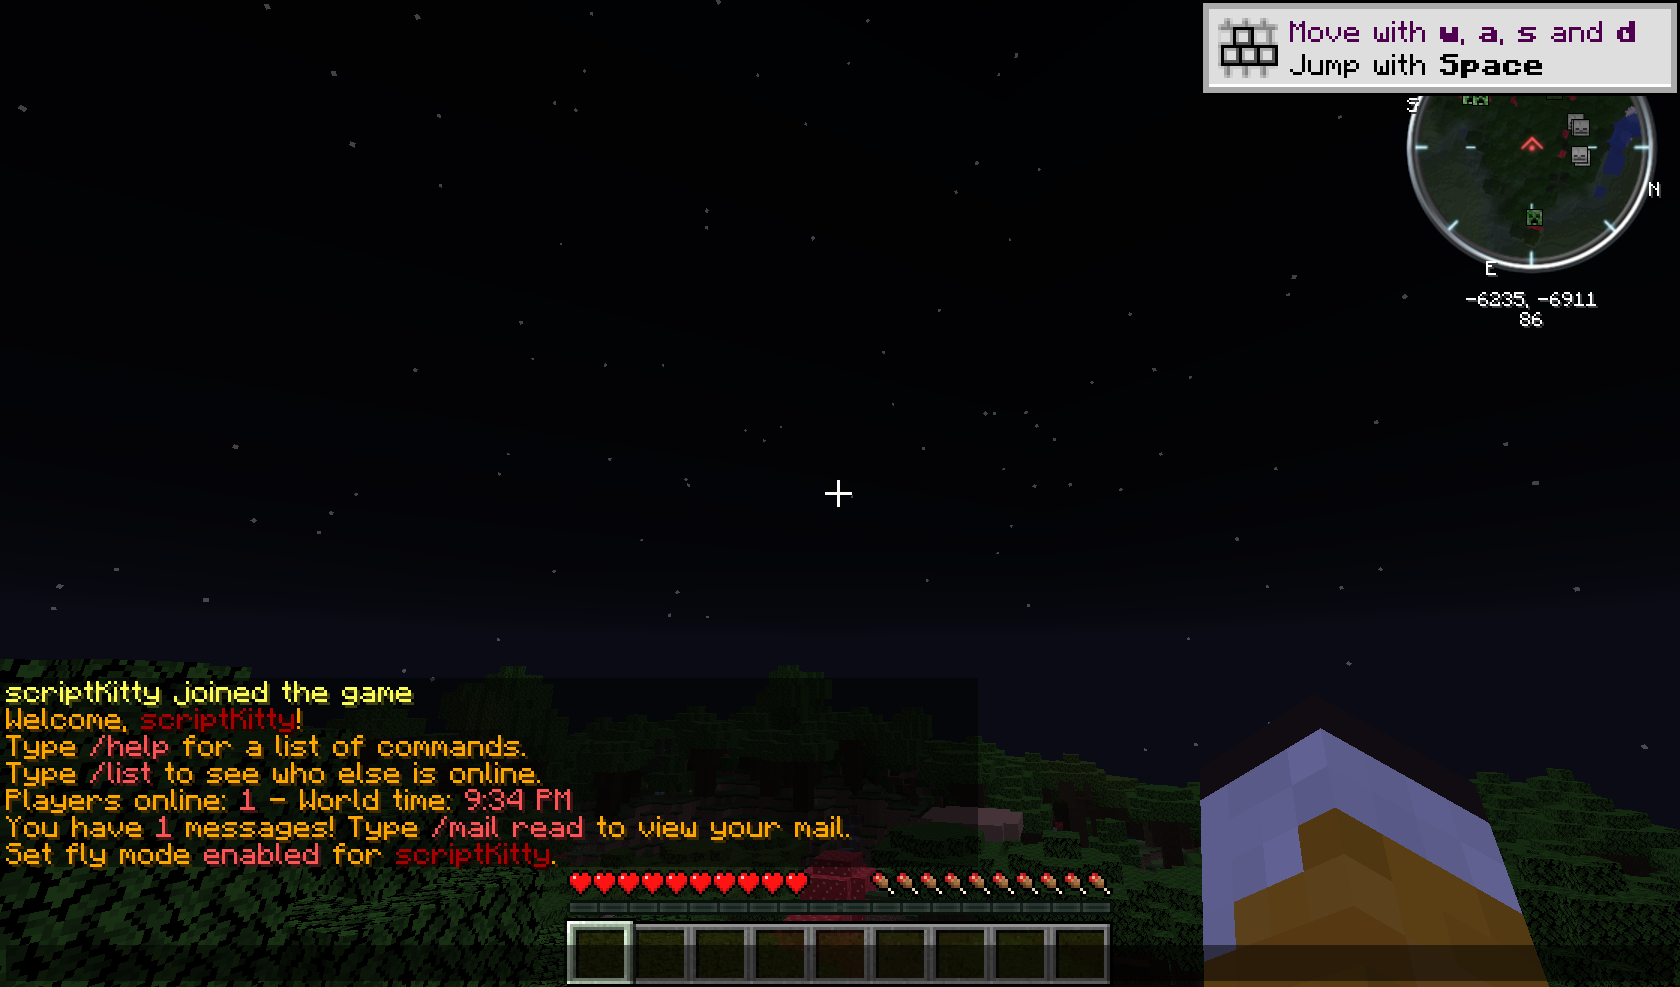 Move with w, a, s and d
Jump with Space
S
N
E
-6235, -6911
86
scriptKitty joined the game
Welcome, scriptKitty!
Type /help for a list of commands.
Type /list to see who else is online.
Players online: 1 - World time: 9:34 PM
You have 1 messages! Type /mail read to view your mail.
Set fly mode enabled for scriptKitty.